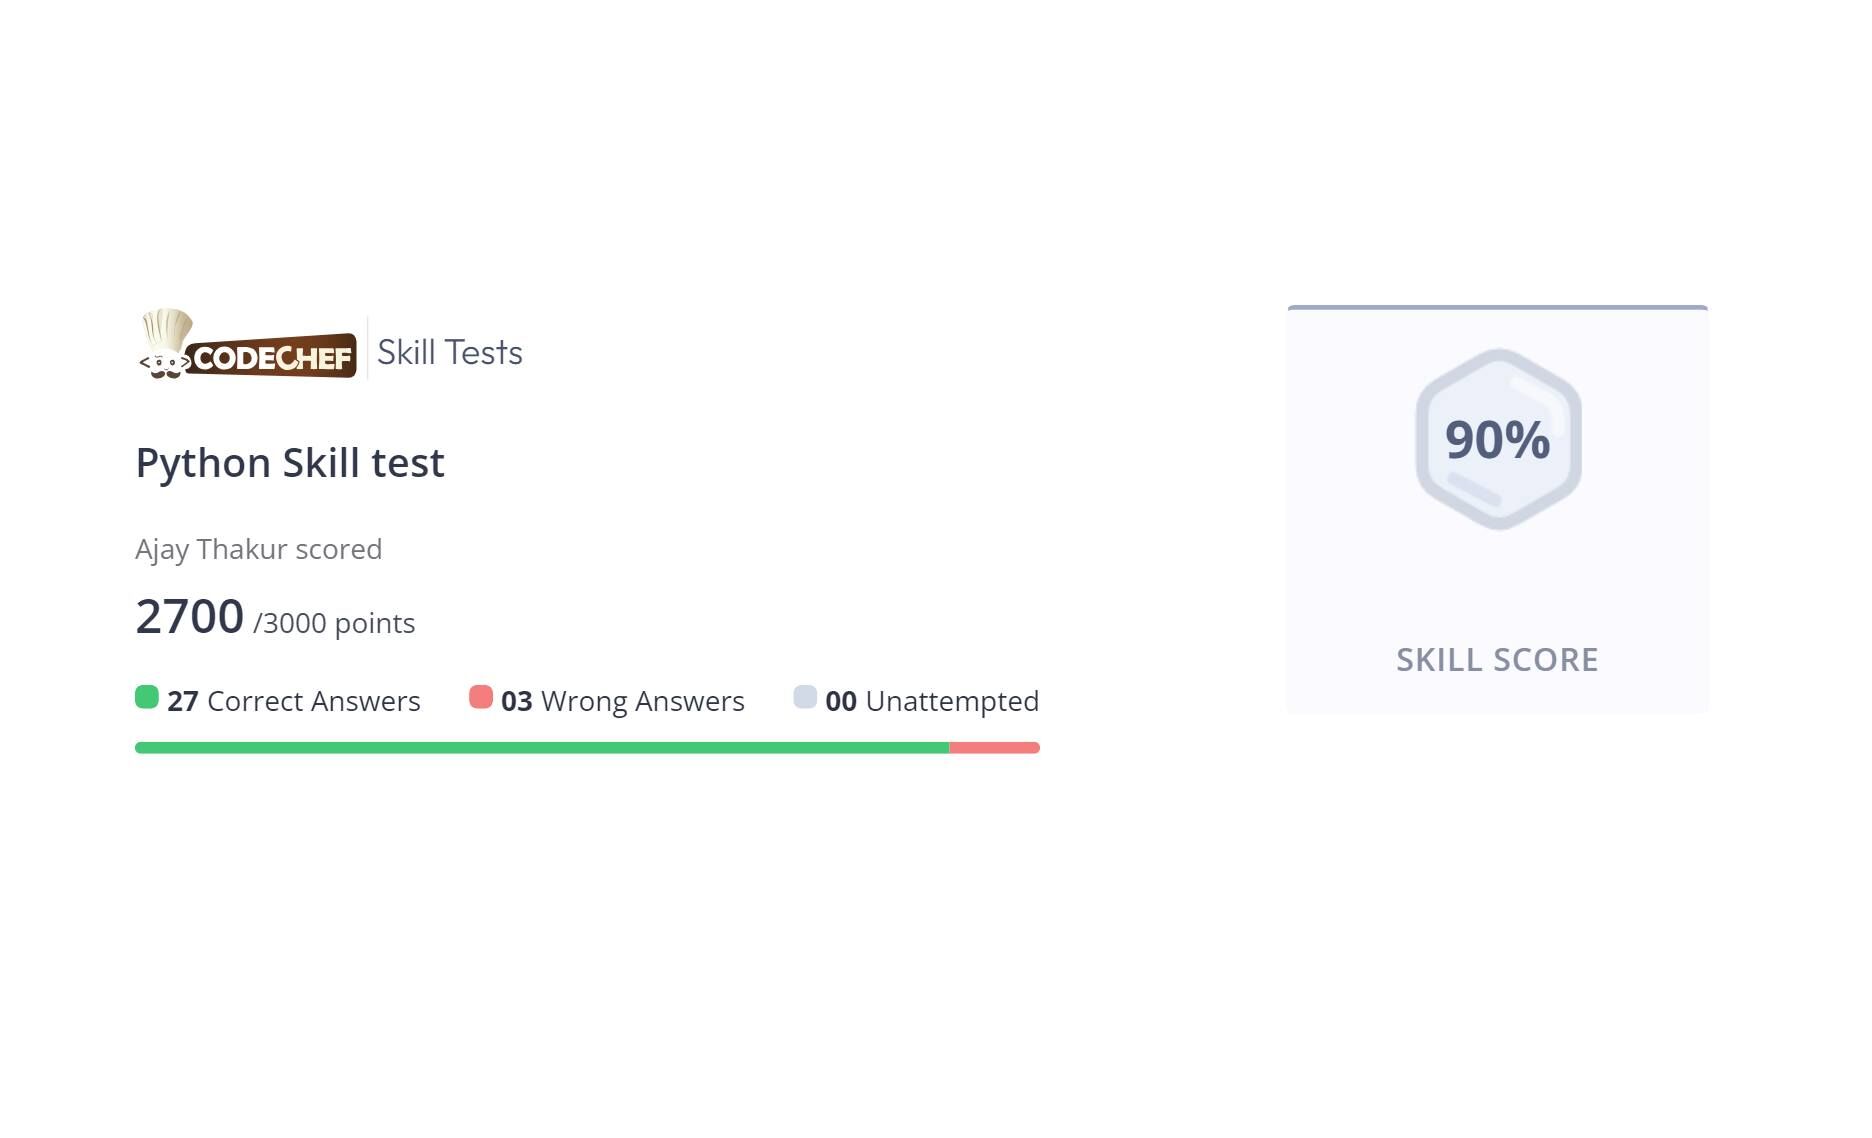 CODECHEF Skill Tests
Python Skill test
Ajay Thakur scored
2700 /3000 points
27 Correct Answers 03 Wrong Answers 00 Unattempted
90%
SKILL SCORE